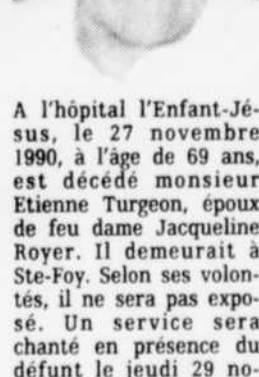 A l'hôpital l'Enfant-Jé-
sus, le 27 novembre
1990, à l'âge de 69 ans,
est décédé monsieur
Etienne Turgeon, époux
de feu dame Jacqueline
Royer. Il demeurait à
Ste-Foy. Selon ses volon-
tés, il ne sera pas expo-
sé. Un service sera
chanté en présence du
défunt le jeudi 29 no-